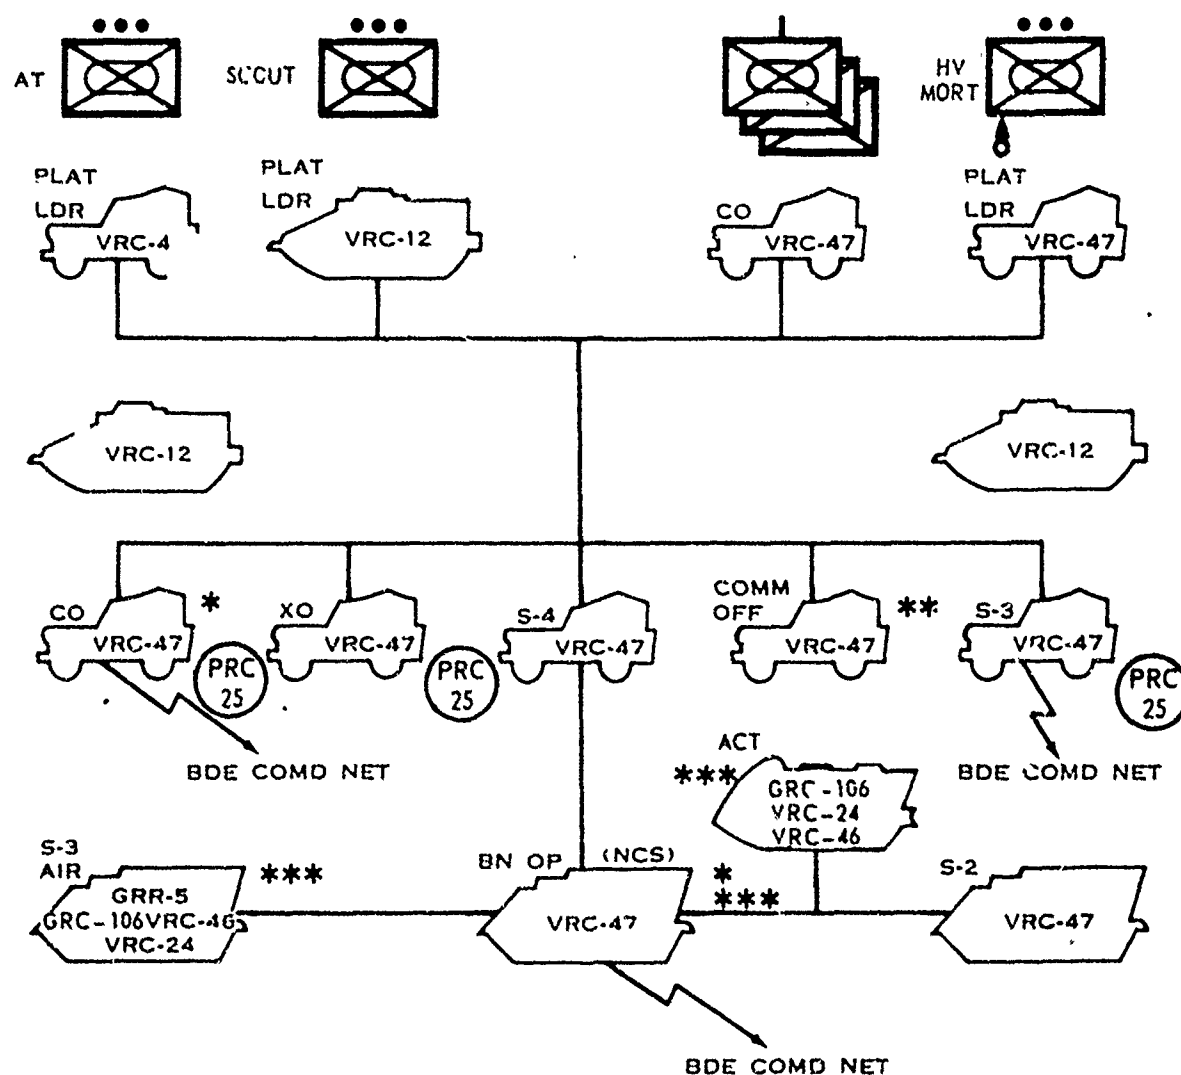 AT
SCOUT
HV
MORT
PLAT
LDR
VRC-4
PLAT
LDR
VRC-12
CO
VRC-47
PLAT
LDR
VRC-47
VRC-12
VRC-12
CO
*
VRC-47
PRC
25
XO
VRC-47
PRC
25
S-4
VRC-47
COMM
OFF
**
VRC-47
S-3
VRC-47
PRC
25
BDE COMD NET
BDE COMD NET
ACT
***
GRC-106
VRC-24
VRC-46
S-3
AIR
***
GRR-5
GRC-106VRC-46
VRC-24
BN OP (NCS)
VRC-47
*
***
S-2
VRC-47
BDE COMD NET